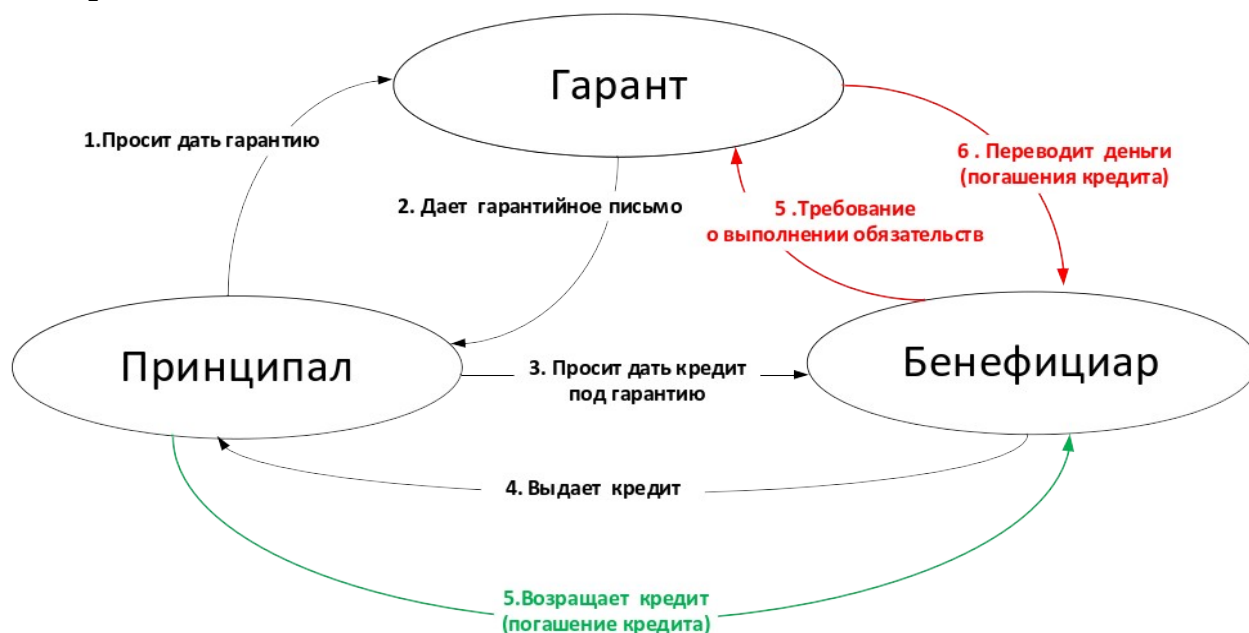 Гарант
1.Просит дать гарантию
6 . Переводит деньги
(погашения кредита)
2. Дает гарантийное письмо
5 .Требование
о выполнении обязательств
Принципал
3. Просит дать кредит
под гарантию
Бенефициар
4. Выдает кредит
5.Возращает кредит
(погашение кредита)